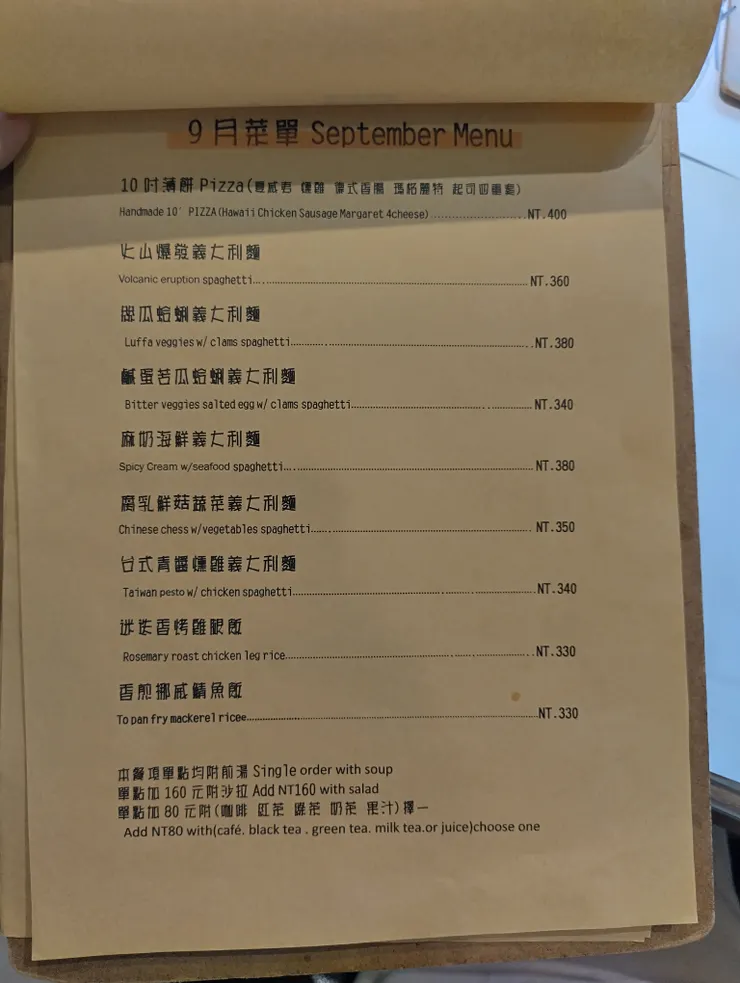 9月菜單 September Menu
10吋薄餅 Pizza(夏威夷 燻雞 德式香腸 瑪格麗特 起司四重奏)
Handmade 10' PIZZA(Hawaii Chicken Sausage Margaret 4cheese)........................NT.400
火山爆發義大利麵
Volcanic eruption spaghetti........................NT.360
絲瓜蛤蜊義大利麵
Luffa veggies w/ clams spaghetti........................NT.380
鹹蛋苦瓜蛤蜊義大利麵
Bitter veggies salted egg w/ clams spaghetti........................NT.340
麻奶海鮮義大利麵
Spicy Cream w/seafood spaghetti........................NT.380
腐乳鮮菇蔬菜義大利麵
Chinese chess w/vegetables spaghetti........................NT.350
台式青醬燻雞義大利麵
Taiwan pesto w/ chicken spaghetti........................NT.340
迷迭香烤雞腿飯
Rosemary roast chicken leg rice........................NT.330
香煎挪威鯖魚飯
To pan fry mackerel ricee........................NT.330
本餐項單點均附前湯 Single order with soup
單點加 160 元附沙拉 Add NT160 with salad
單點加 80 元附(咖啡 紅茶 綠茶 奶茶 果汁)擇一
Add NT80 with(café. black tea . green tea. milk tea.or juice)choose one